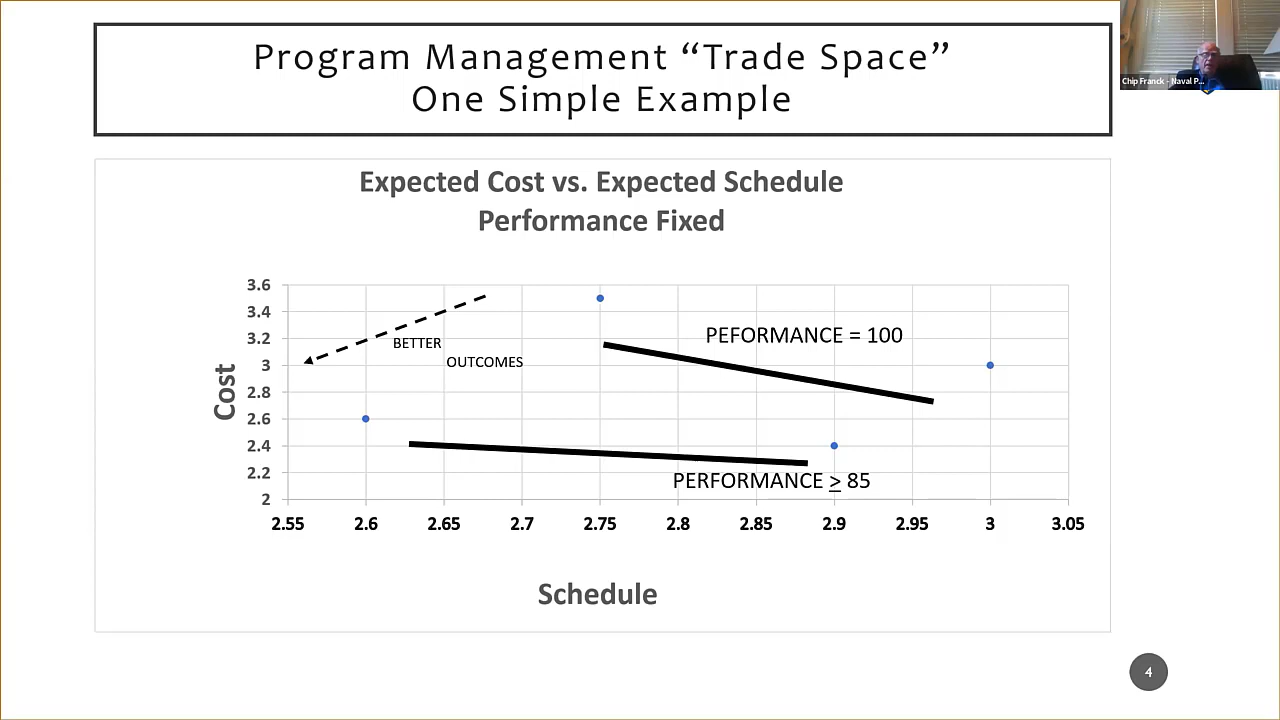 Program Management “Trade Space”
One Simple Example
Chip Franck - Naval P...
Expected Cost vs. Expected Schedule
Performance Fixed
3.6
3.4
3.2
3
2.8
2.6
2.4
2.2
2
Cost
BETTER
OUTCOMES
PEFORMANCE = 100
PERFORMANCE ≥ 85
2.55 2.6 2.65 2.7 2.75 2.8 2.85 2.9 2.95 3 3.05
Schedule
4